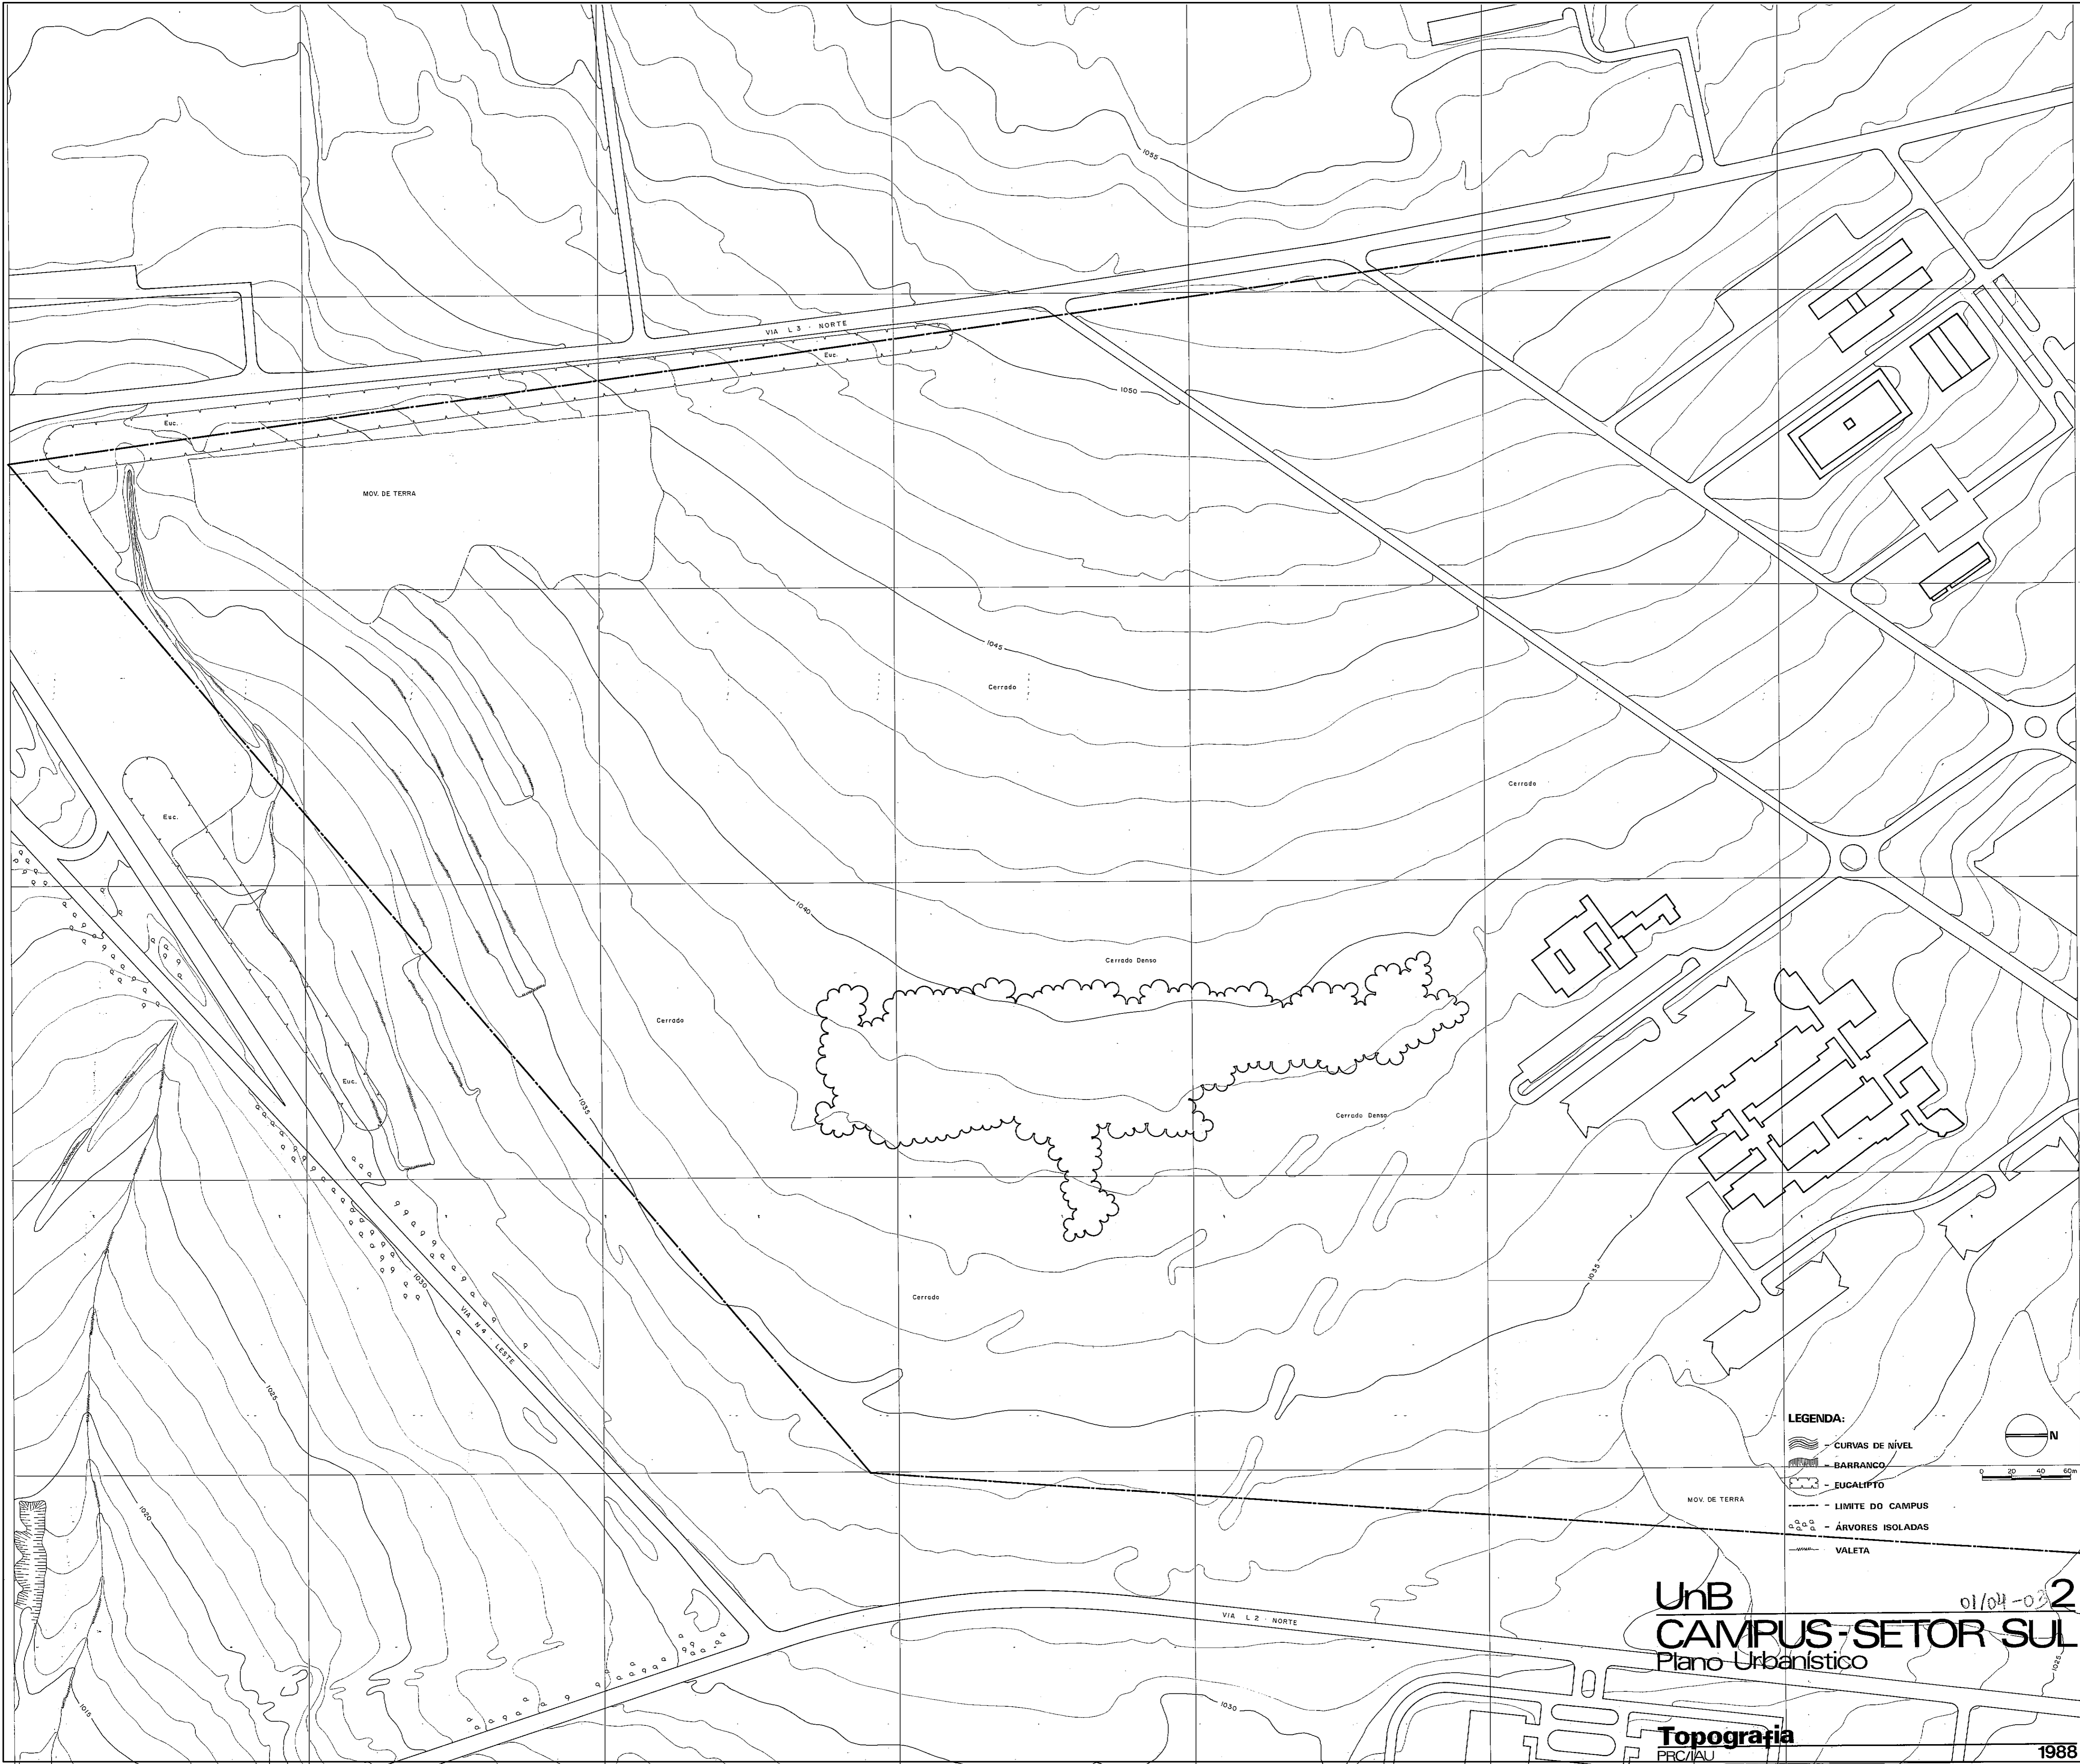 1055
VIA L 3 - NORTE
Euc.
1050
Euc.
MOV. DE TERRA
1045
Cerrado
Cerrado
Euc.
1040
Cerrado Denso
Cerrado
Euc.
1035
Cerrado Denso
1030
1035
Cerrado
VIA N 4 - LESTE
1025
1020
MOV. DE TERRA
LEGENDA:
- CURVAS DE NÍVEL
- BARRANCO
- EUCALIPTO
- LIMITE DO CAMPUS
- ÁRVORES ISOLADAS
VALETA
N
0 20 40 60m
VIA L 2 - NORTE
1030
1015
1025
UnB
01/04-03
2
CAMPUS-SETOR SUL
Plano Urbanístico
Topografia
PRC/IAU
1988